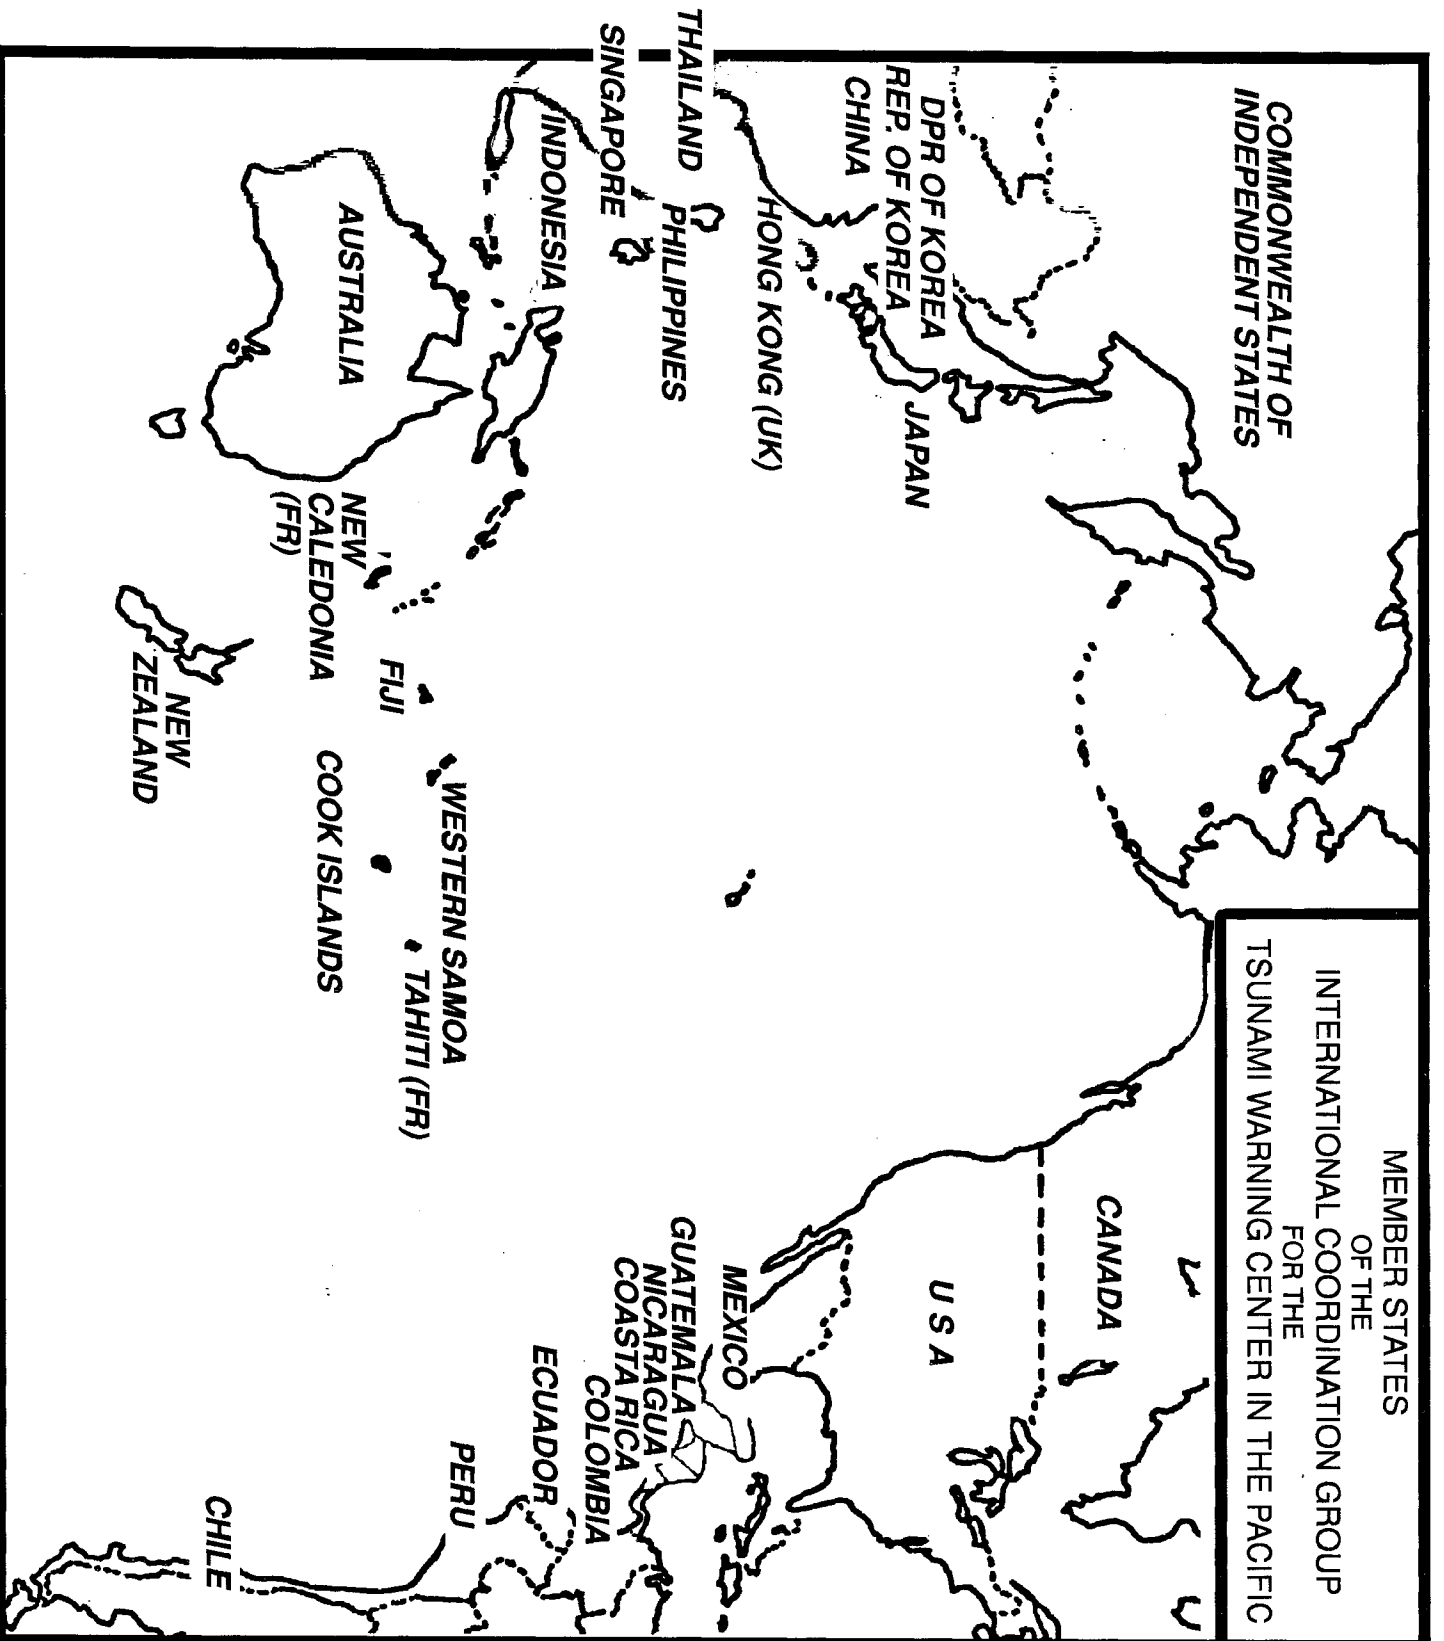 MEMBER STATES
OF THE
INTERNATIONAL COORDINATION GROUP
FOR THE
TSUNAMI WARNING CENTER IN THE PACIFIC
COMMONWEALTH OF
INDEPENDENT STATES
CANADA
DPR OF KOREA
REP. OF KOREA
CHINA
JAPAN
U S A
HONG KONG (UK)
MEXICO
THAILAND
PHILIPPINES
GUATEMALA
NICARAGUA
COASTA RICA
COLOMBIA
SINGAPORE
INDONESIA
ECUADOR
WESTERN SAMOA
PERU
TAHITI (FR)
FIJI
AUSTRALIA
NEW
CALEDONIA
(FR)
COOK ISLANDS
CHILE
NEW
ZEALAND